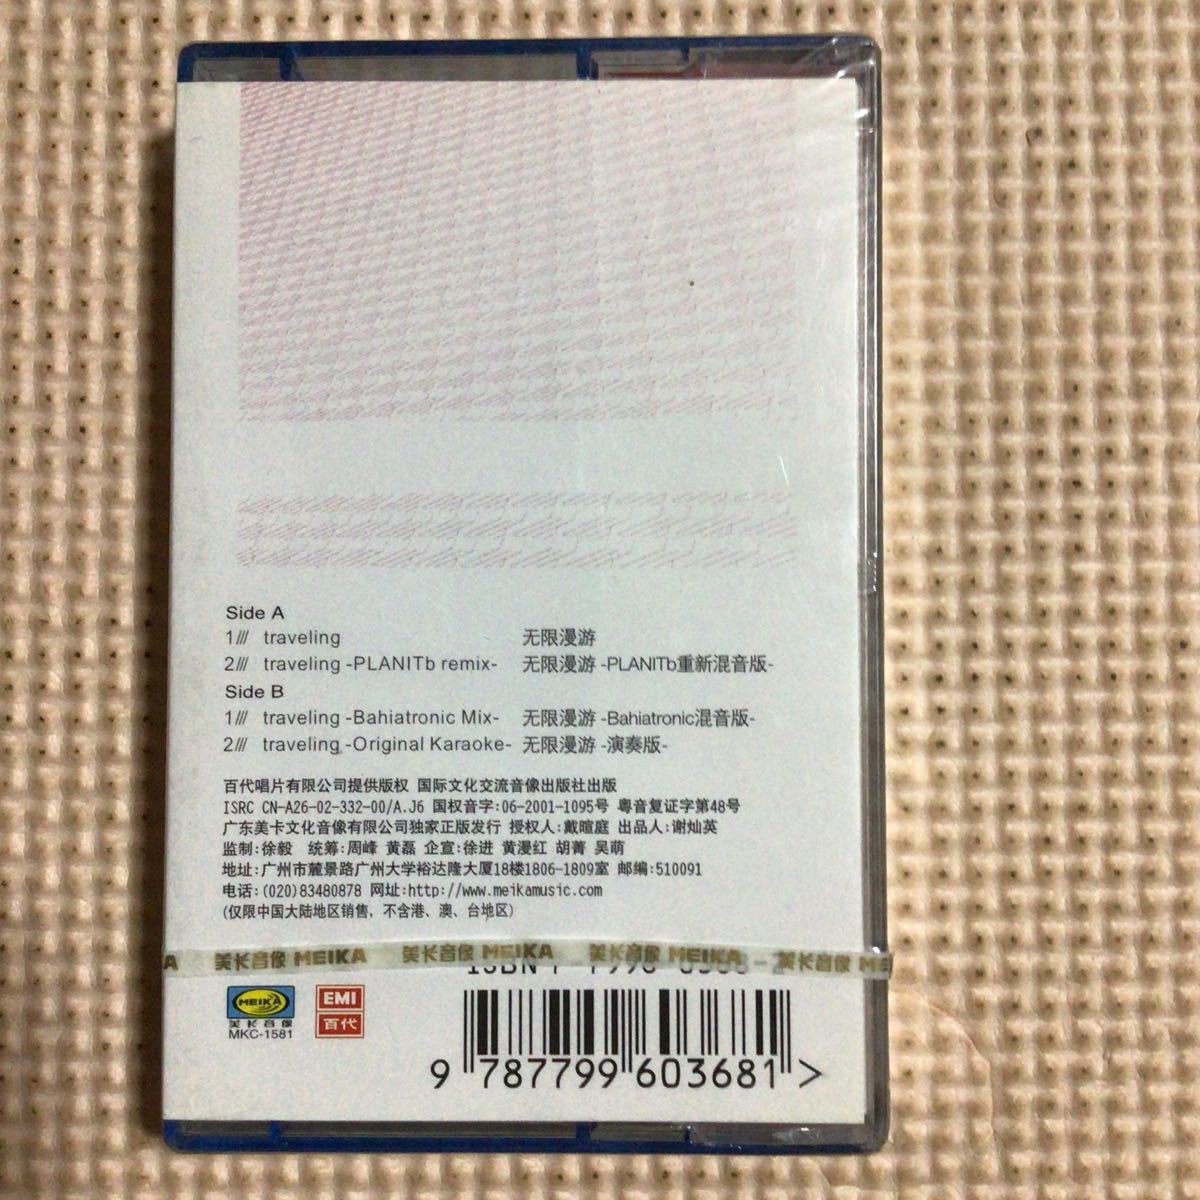 Side A
1/// traveling 无限漫游
2/// traveling -PLANITb remix- 无限漫游 -PLANITb重新混音版-
Side B
1/// traveling -Bahiatronic Mix- 无限漫游 -Bahiatronic混音版-
2/// traveling -Original Karaoke- 无限漫游 -演奏版-
百代唱片有限公司提供版权 国际文化交流音像出版社出版
ISRC CN-A26-02-332-00/A.J6 国权音字:06-2001-1095号 粤音复证字第48号
广东美卡文化音像有限公司独家正版发行 授权人:戴暄庭 出品人:谢灿英
监制:徐毅 统筹:周峰 黄磊 企宣:徐进 黄漫红 胡菁 吴萌
地址:广州市麓景路广州大学裕达隆大厦18楼1806-1809室 邮编:510091
电话:(020)83480878 网址:http://www.meikamusic.com
(仅限中国大陆地区销售，不含港、澳、台地区)
美卡音像 MEIKA 美卡音像 MEIKA 美卡音像 MEIKA 美卡音像 ME
ISBN 7-7996-0368-2
MEIKA
美卡音像
MKC-1581
EMI
百代
9 787799 603681 >